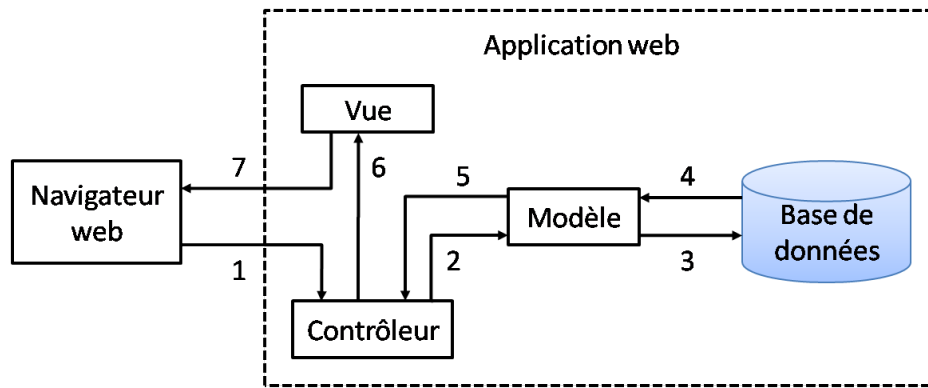 Application web
Vue
7
6
5
4
Navigateur
web
Modèle
Base de
données
1
2
3
Contrôleur